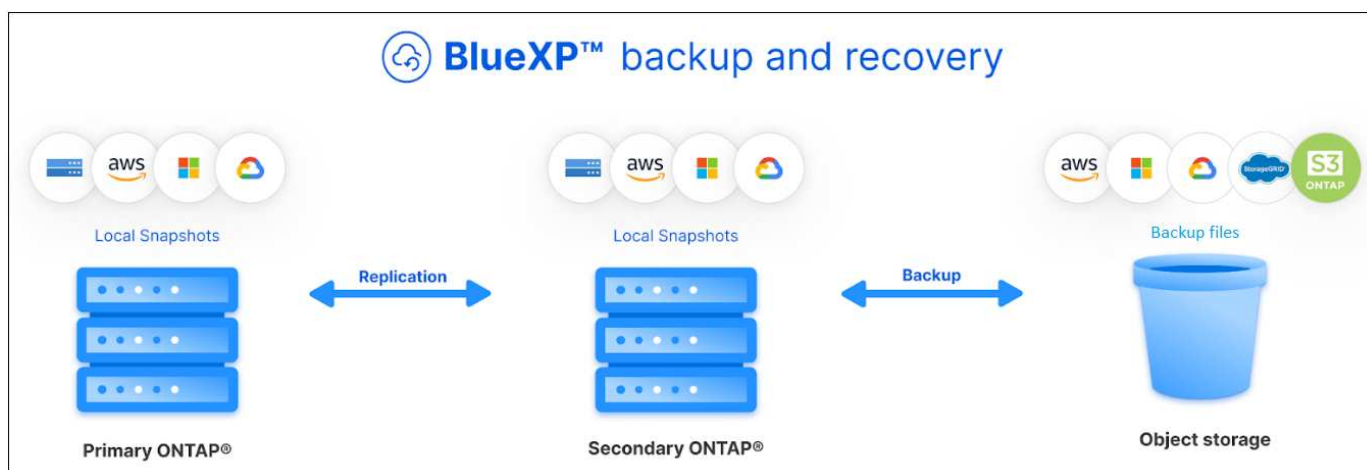 BlueXP™ backup and recovery
aws
aws
aws
StorageGRID
S3
ONTAP
Local Snapshots
Local Snapshots
Backup files
Replication
Backup
Primary ONTAP®
Secondary ONTAP®
Object storage